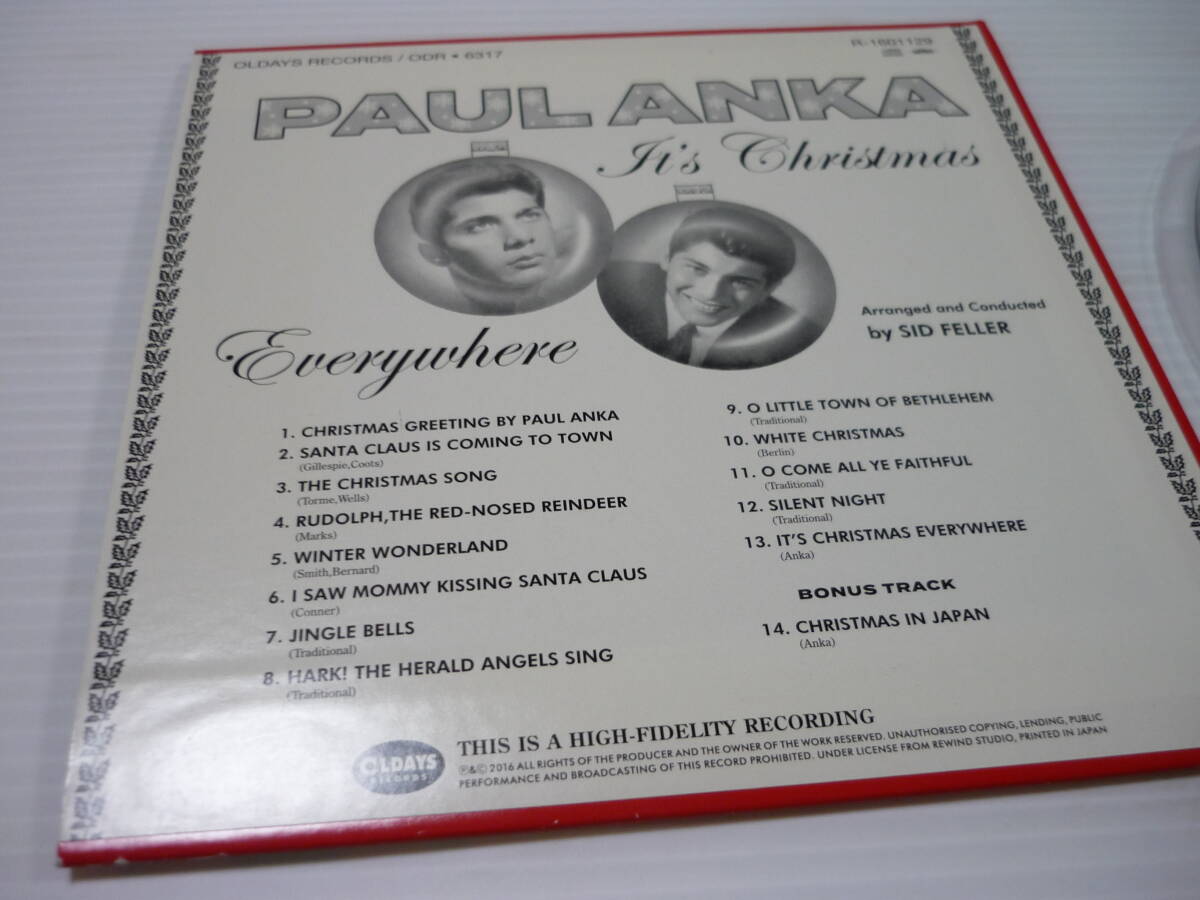 OLDAYS RECORDS / ODR • 6317
R-1601129
PAUL ANKA
It's Christmas
Everywhere
Arranged and Conducted
by SID FELLER
1. CHRISTMAS GREETING BY PAUL ANKA
2. SANTA CLAUS IS COMING TO TOWN
(Gillespie,Coots)
3. THE CHRISTMAS SONG
(Torme,Wells)
4. RUDOLPH,THE RED-NOSED REINDEER
(Marks)
5. WINTER WONDERLAND
(Smith,Bernard)
6. I SAW MOMMY KISSING SANTA CLAUS
(Conner)
7. JINGLE BELLS
(Traditional)
8. HARK! THE HERALD ANGELS SING
(Traditional)
9. O LITTLE TOWN OF BETHLEHEM
(Traditional)
10. WHITE CHRISTMAS
(Berlin)
11. O COME ALL YE FAITHFUL
(Traditional)
12. SILENT NIGHT
(Traditional)
13. IT'S CHRISTMAS EVERYWHERE
(Anka)
BONUS TRACK
14. CHRISTMAS IN JAPAN
(Anka)
OLDAYS
RECORDS
THIS IS A HIGH-FIDELITY RECORDING
℗&© 2016 ALL RIGHTS OF THE PRODUCER AND THE OWNER OF THE WORK RESERVED. UNAUTHORISED COPYING, LENDING, PUBLIC
PERFORMANCE AND BROADCASTING OF THIS RECORD PROHIBITED. UNDER LICENSE FROM REWIND STUDIO, PRINTED IN JAPAN